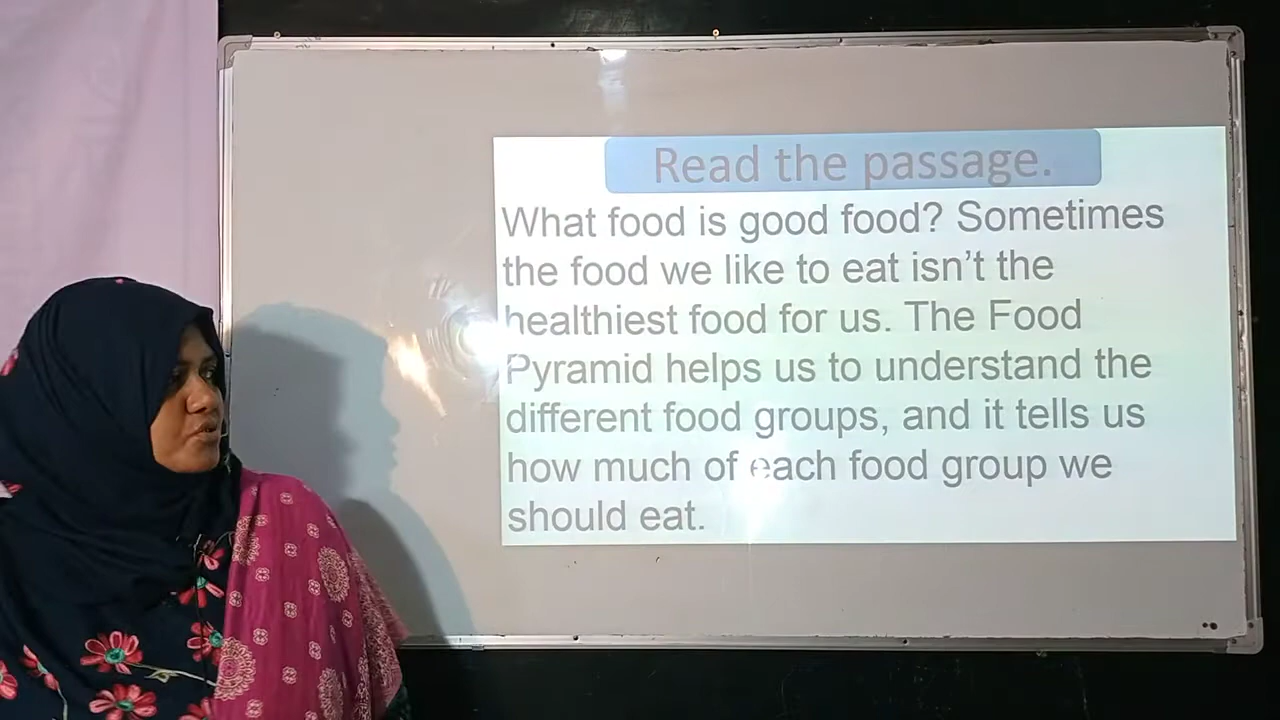 Read the passage.
What food is good food? Sometimes
the food we like to eat isn't the
healthiest food for us. The Food
Pyramid helps us to understand the
different food groups, and it tells us
how much of each food group we
should eat.